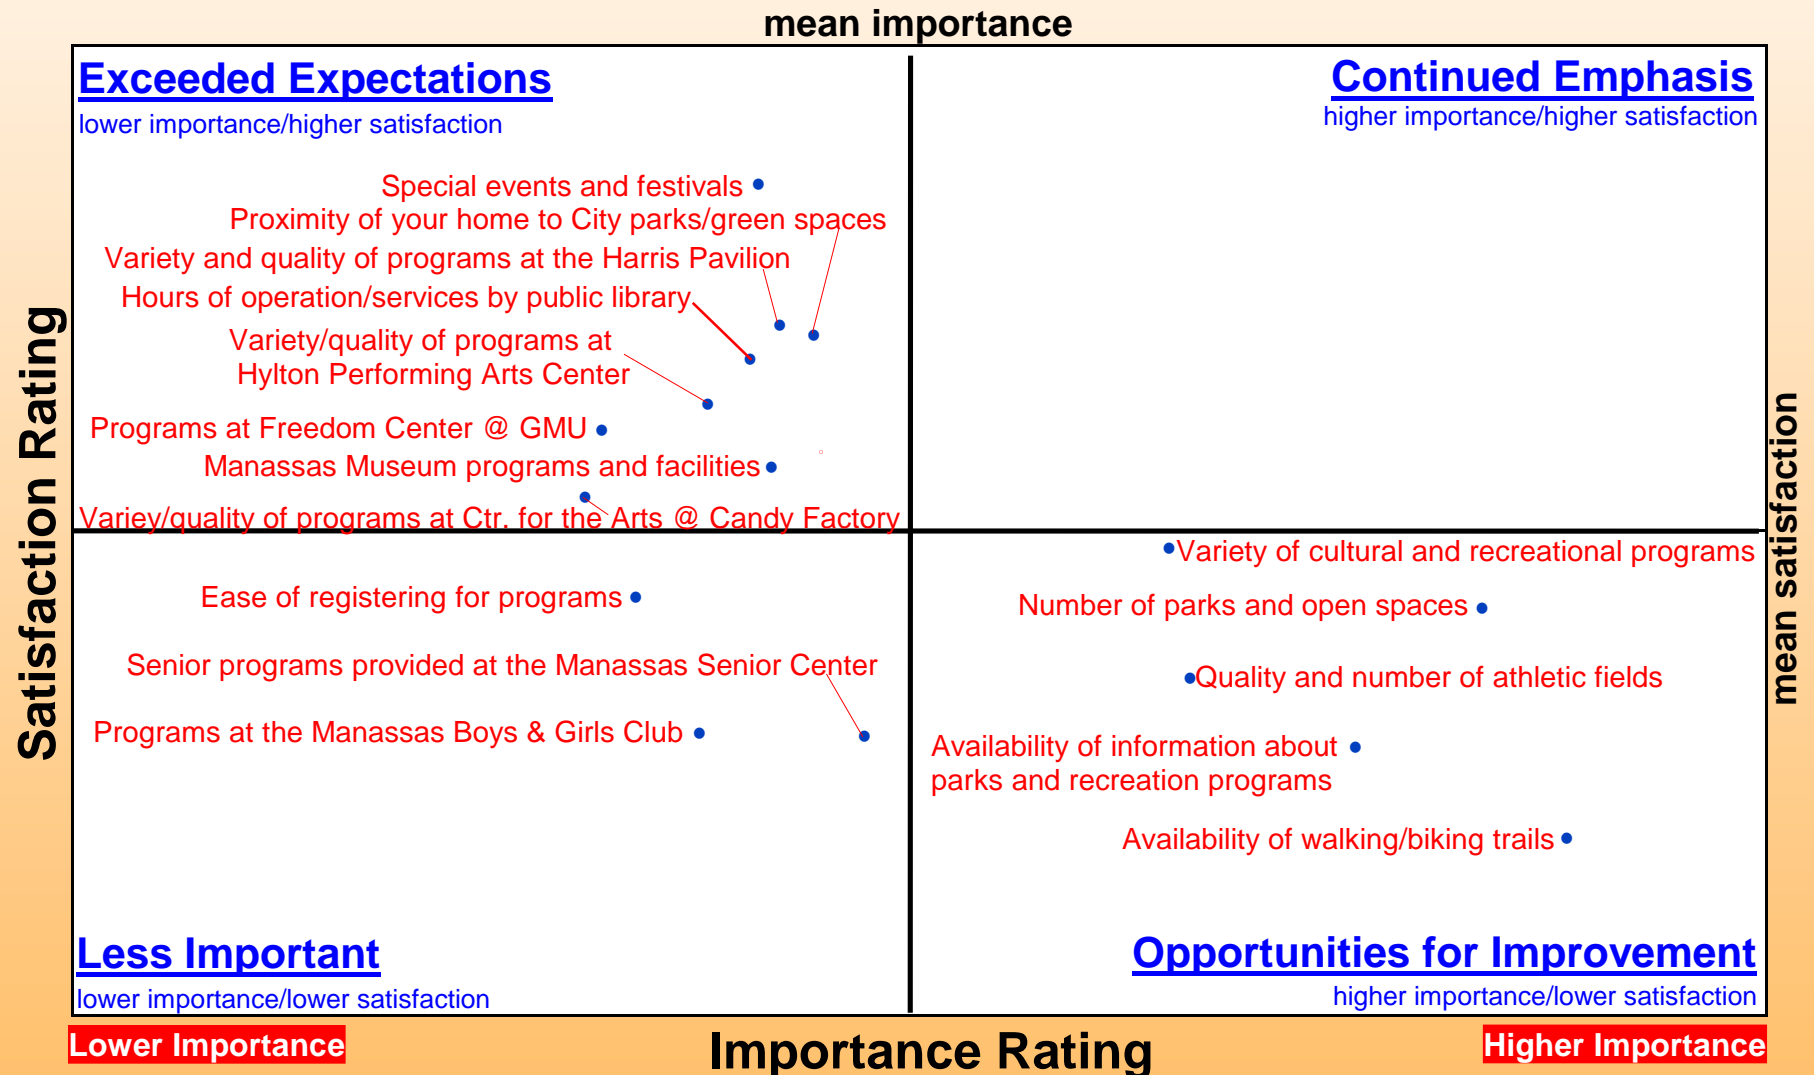 mean importance
Exceeded Expectations
lower importance/higher satisfaction
Continued Emphasis
higher importance/higher satisfaction
Special events and festivals
Proximity of your home to City parks/green spaces
Variety and quality of programs at the Harris Pavilion
Hours of operation/services by public library
Variety/quality of programs at
Hylton Performing Arts Center
Programs at Freedom Center @ GMU
Manassas Museum programs and facilities
Variey/quality of programs at Ctr. for the Arts @ Candy Factory
Satisfaction Rating
mean satisfaction
Ease of registering for programs
Senior programs provided at the Manassas Senior Center
Programs at the Manassas Boys & Girls Club
Variety of cultural and recreational programs
Number of parks and open spaces
Quality and number of athletic fields
Availability of information about
parks and recreation programs
Availability of walking/biking trails
Less Important
lower importance/lower satisfaction
Opportunities for Improvement
higher importance/lower satisfaction
Lower Importance
Importance Rating
Higher Importance